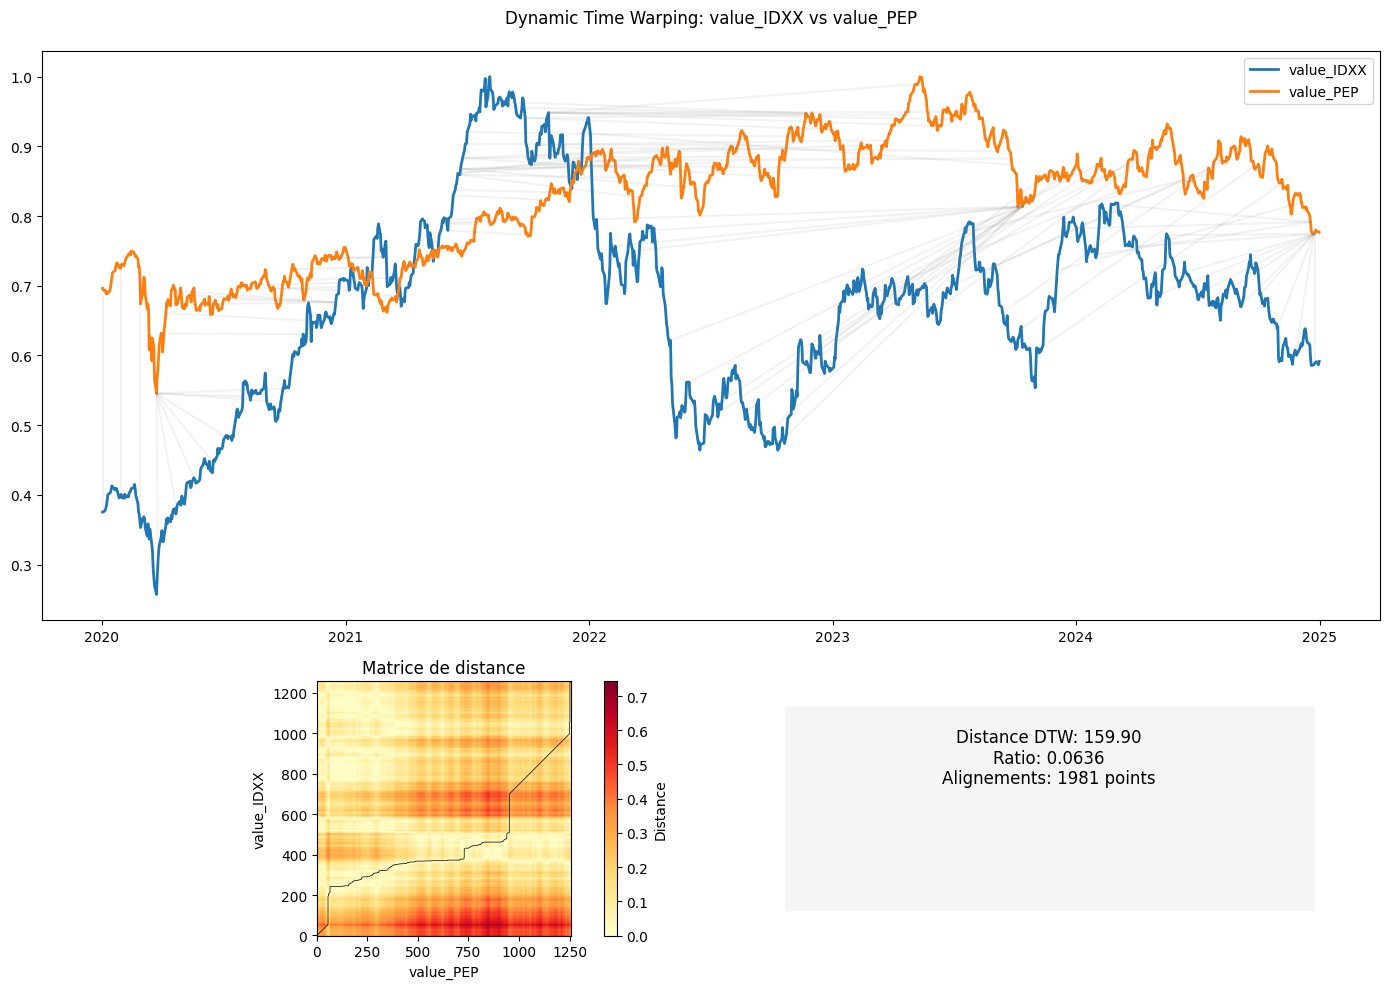 Dynamic Time Warping: value_IDXX vs value_PEP
value_IDXX
value_PEP
1.0
0.9
0.8
0.7
0.6
0.5
0.4
0.3
2020 2021 2022 2023 2024 2025
Matrice de distance
value_IDXX
1200
1000
800
600
400
200
0
0 250 500 750 1000 1250
value_PEP
0.7
0.6
0.5
0.4
0.3
0.2
0.1
0.0
Distance
Distance DTW: 159.90
Ratio: 0.0636
Alignements: 1981 points